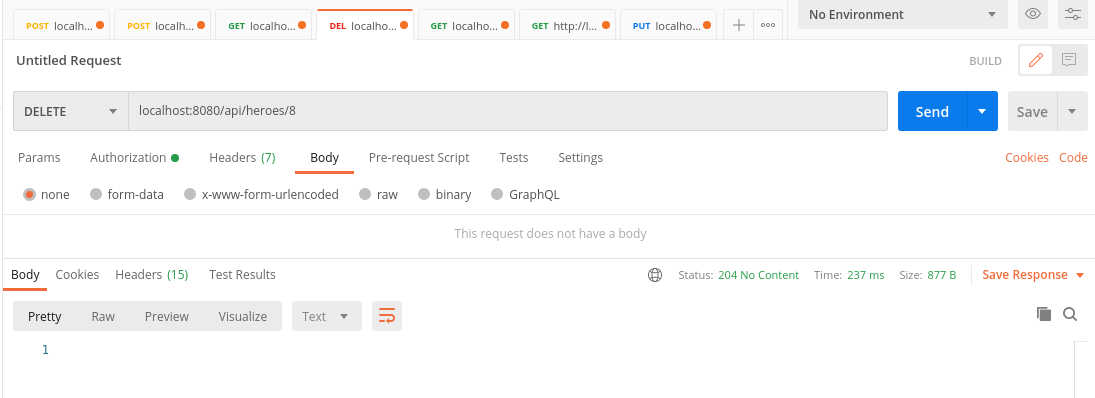 POST localh... POST localh... GET localho... DEL localho... GET localho... GET http://l... PUT localho... No Environment
Untitled Request BUILD
DELETE localhost:8080/api/heroes/8 Send Save
Params Authorization Headers (7) Body Pre-request Script Tests Settings Cookies Code
none form-data x-www-form-urlencoded raw binary GraphQL
This request does not have a body
Body Cookies Headers (15) Test Results Status: 204 No Content Time: 237 ms Size: 877 B Save Response
Pretty Raw Preview Visualize Text
1